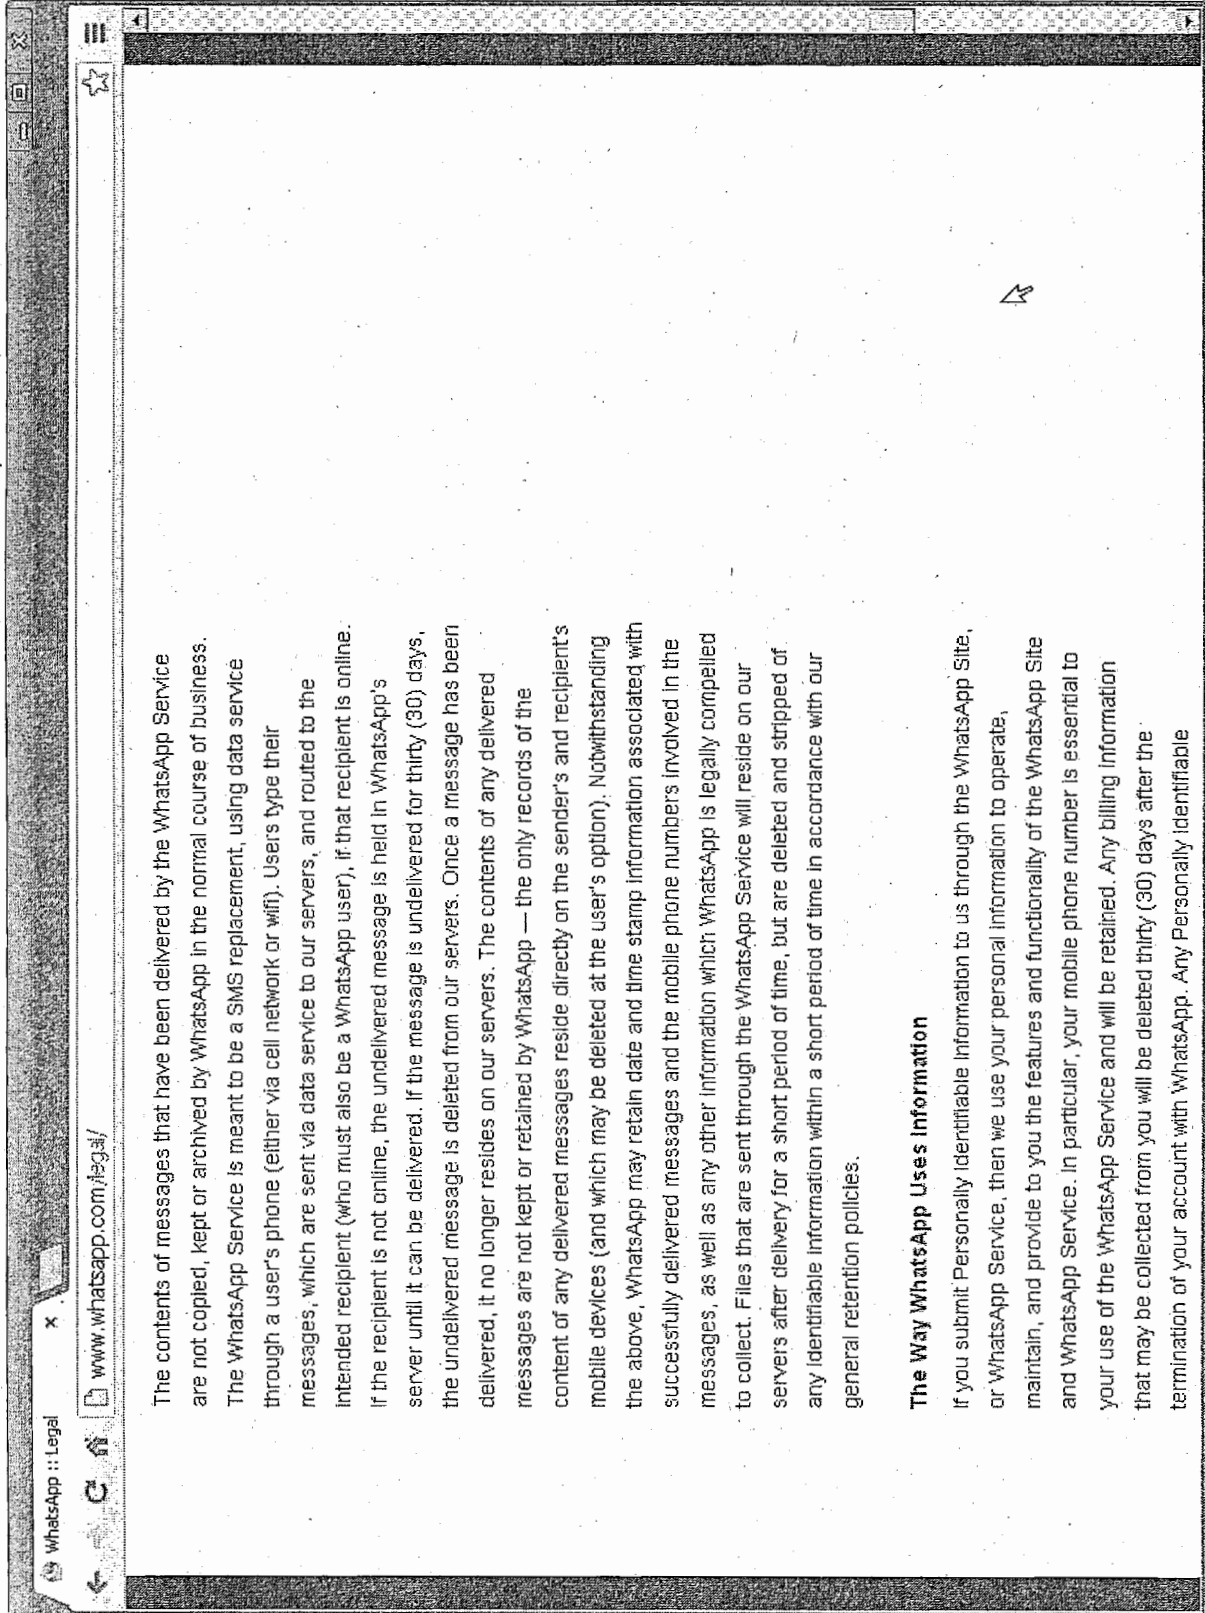 WhatsApp :: Legal
www.whatsapp.com/legal/
The contents of messages that have been delivered by the WhatsApp Service
are not copied, kept or archived by WhatsApp in the normal course of business.
The WhatsApp Service is meant to be a SMS replacement, using data service
through a user's phone (either via cell network or wifi). Users type their
messages, which are sent via data service to our servers, and routed to the
intended recipient (who must also be a WhatsApp user), if that recipient is online.
If the recipient is not online, the undelivered message is held in WhatsApp's
server until it can be delivered. If the message is undelivered for thirty (30) days,
the undelivered message is deleted from our servers. Once a message has been
delivered, it no longer resides on our servers. The contents of any delivered
messages are not kept or retained by WhatsApp — the only records of the
content of any delivered messages reside directly on the sender's and recipient's
mobile devices (and which may be deleted at the user's option). Notwithstanding
the above, WhatsApp may retain date and time stamp information associated with
successfully delivered messages and the mobile phone numbers involved in the
messages, as well as any other information which WhatsApp is legally compelled
to collect. Files that are sent through the WhatsApp Service will reside on our
servers after delivery for a short period of time, but are deleted and stripped of
any identifiable information within a short period of time in accordance with our
general retention policies.
The Way WhatsApp Uses Information
If you submit Personally Identifiable Information to us through the WhatsApp Site,
or WhatsApp Service, then we use your personal information to operate,
maintain, and provide to you the features and functionality of the WhatsApp Site
and WhatsApp Service. In particular, your mobile phone number is essential to
your use of the WhatsApp Service and will be retained. Any billing information
that may be collected from you will be deleted thirty (30) days after the
termination of your account with WhatsApp. Any Personally Identifiable